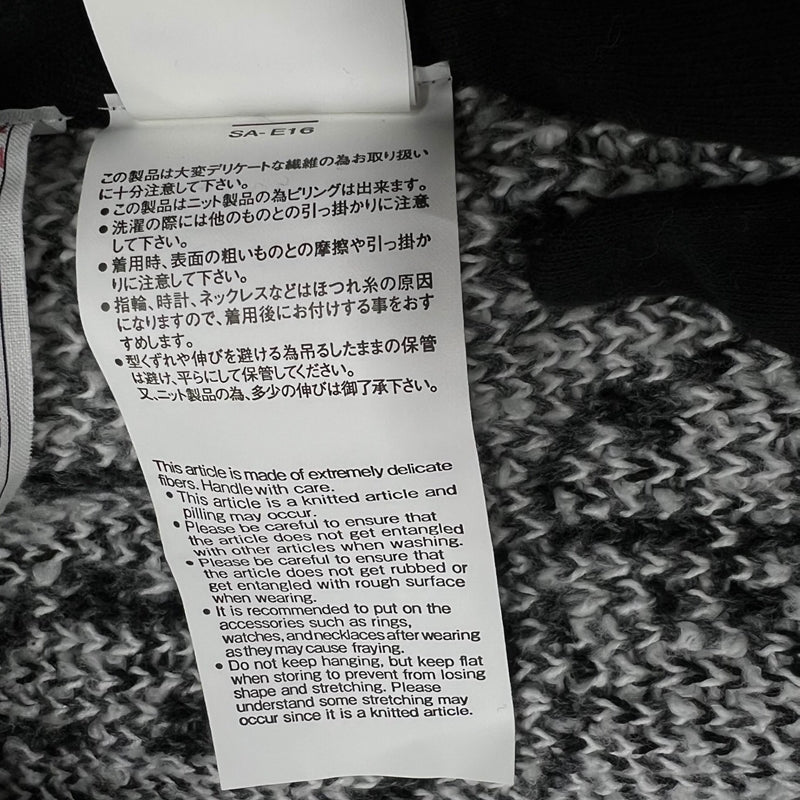 SA-E16
この製品は大変デリケートな繊維の為お取り扱い
に十分注意して下さい。
●この製品はニット製品の為ピリングは出来ます。
●洗濯の際には他のものとの引っ掛かりに注意
して下さい。
●着用時、表面の粗いものとの摩擦や引っ掛か
りに注意して下さい。
●指輪、時計、ネックレスなどはほつれ糸の原因
になりますので、着用後にお付けする事をおす
すめします。
●型くずれや伸びを避ける為吊るしたままの保管
は避け、平らにして保管してください。
又、ニット製品の為、多少の伸びは御了承下さい。
This article is made of extremely delicate
fibers. Handle with care.
●This article is a knitted article and
pilling may occur.
●Please be careful to ensure that
the article does not get entangled
with other articles when washing.
●Please be careful to ensure that
the article does not get rubbed or
get entangled with rough surface
when wearing.
●It is recommended to put on the
accessories such as rings,
watches, and necklaces after wearing
as they may cause fraying.
●Do not keep hanging, but keep flat
when storing to prevent from losing
shape and stretching. Please
understand some stretching may
occur since it is a knitted article.